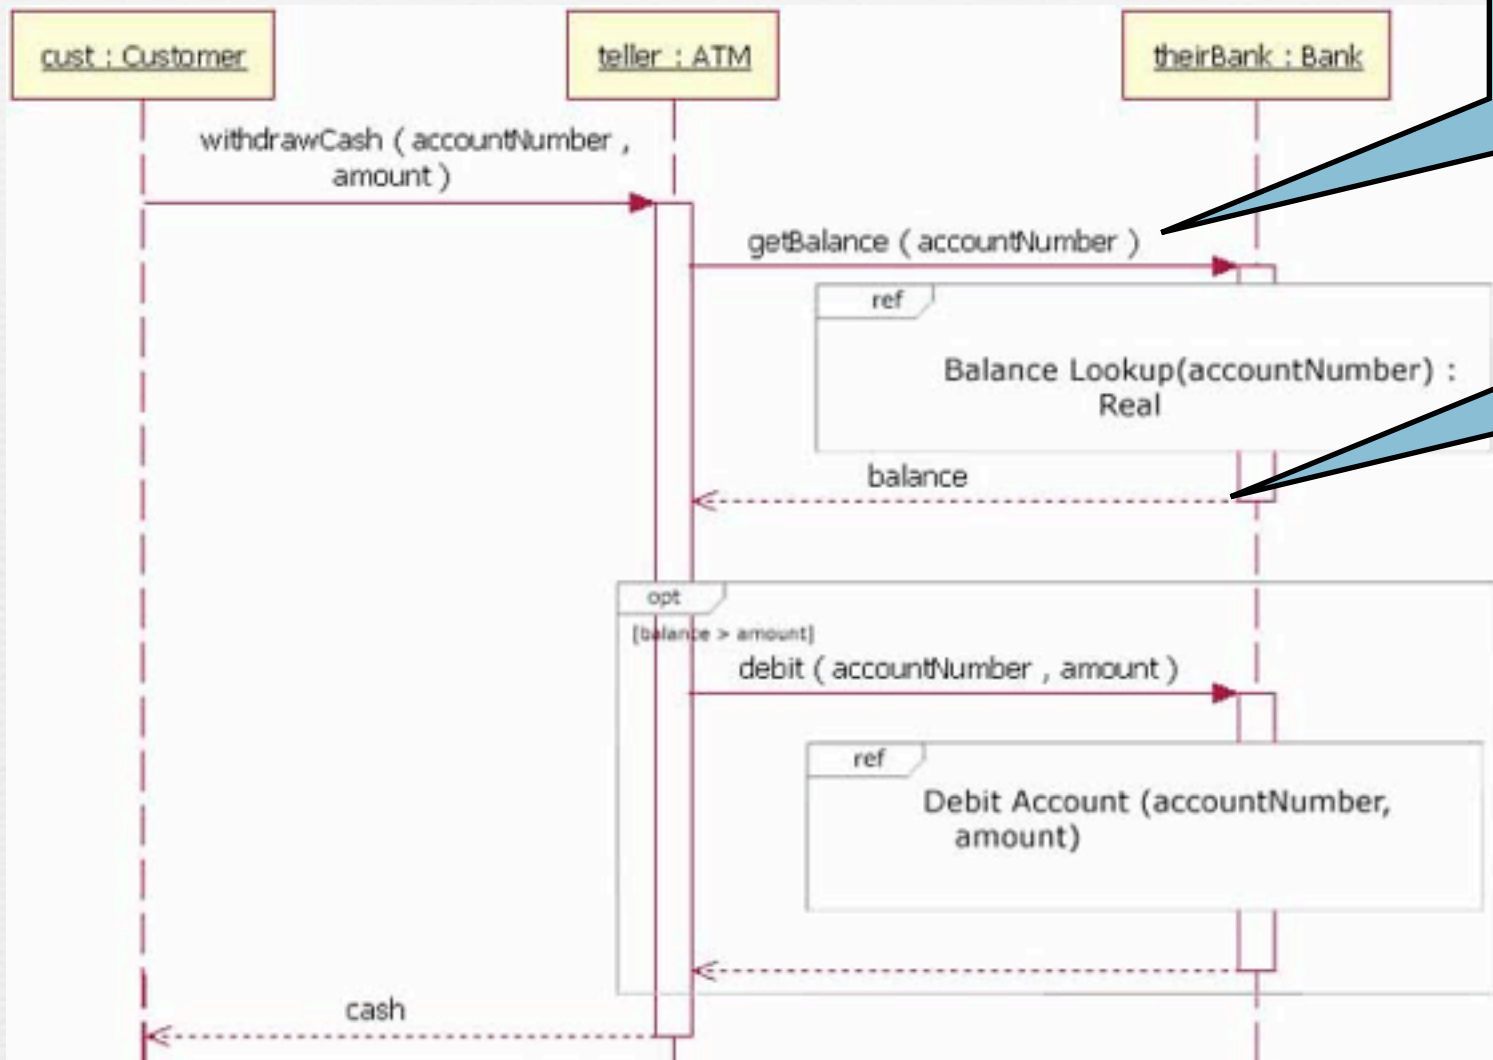 cust : Customer
teller : ATM
theirBank : Bank
withdrawCash ( accountNumber ,
amount )
getBalance ( accountNumber )
ref
Balance Lookup(accountNumber) :
Real
balance
opt
[balance > amount]
debit ( accountNumber , amount )
ref
Debit Account (accountNumber,
amount)
cash